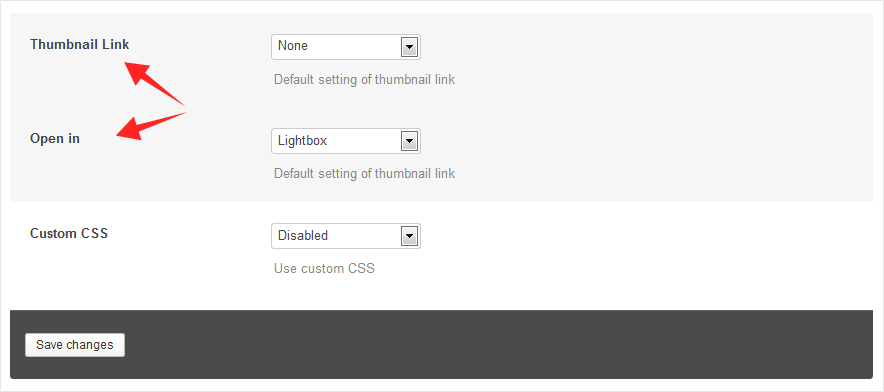 Thumbnail Link
None
Default setting of thumbnail link
Open in
Lightbox
Default setting of thumbnail link
Custom CSS
Disabled
Use custom CSS
Save changes